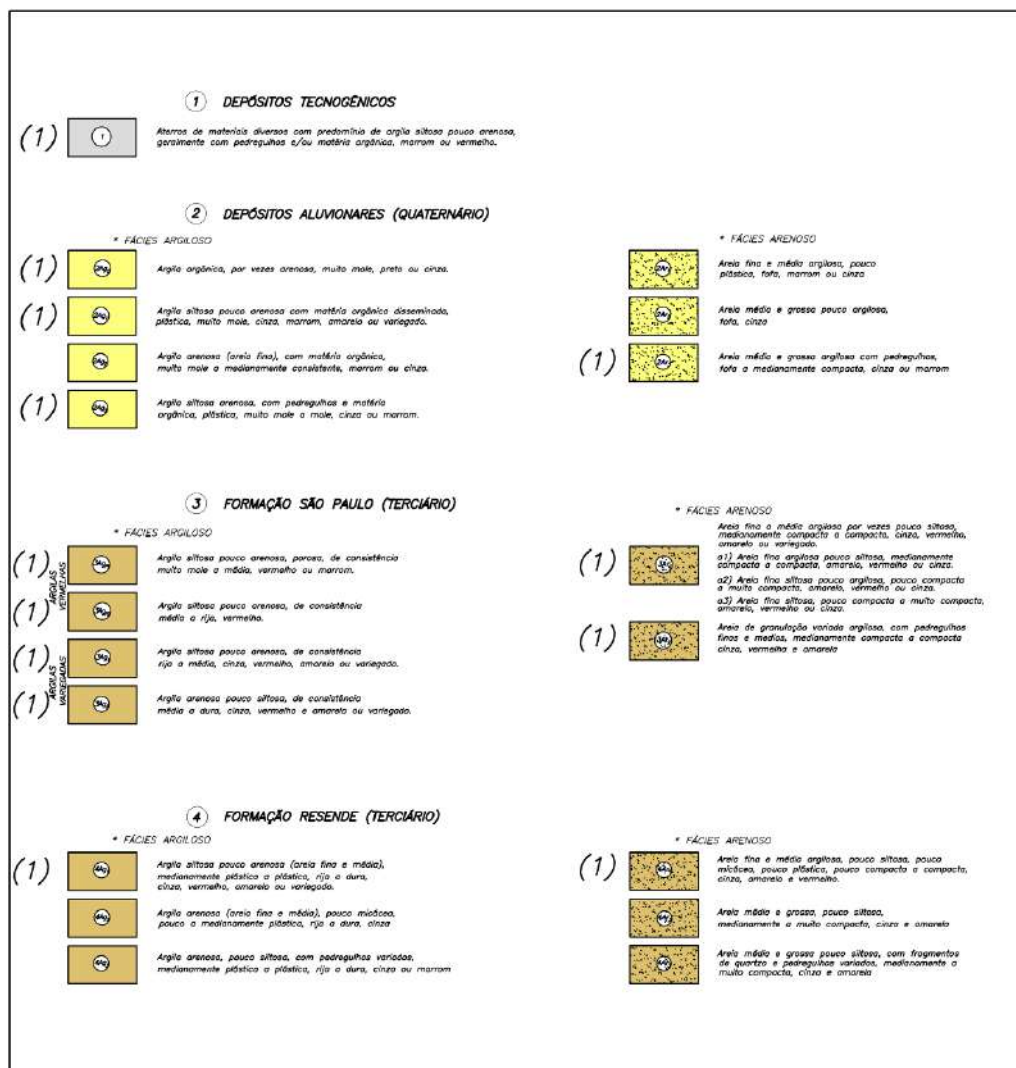 1 DEPÓSITOS TECNOGÊNICOS
(1) 1 Aterros de materiais diversos com predomínio de argila siltosa pouco arenosa,
geralmente com pedregulhos e/ou matéria orgânica, marrom ou vermelho.
2 DEPÓSITOS ALUVIONARES (QUATERNÁRIO)
* FÁCIES ARGILOSO
(1) Argila orgânica, por vezes arenosa, muito mole, preta ou cinza.
(1) Argila siltosa pouco arenosa com matéria orgânica disseminada,
plástica, muito mole, cinza, marrom, amarelo ou variegado.
Argila arenosa (areia fina), com matéria orgânica,
muito mole a medianamente consistente, marrom ou cinza.
(1) Argila siltosa arenosa, com pedregulhos e matéria
orgânica, plástica, muito mole a mole, cinza ou marrom.
* FÁCIES ARENOSO
Areia fina e média argilosa, pouco
plástica, fofa, marrom ou cinza
Areia média e grossa pouco argilosa,
fofa, cinza
(1) Areia média e grossa argilosa com pedregulhos,
fofa a medianamente compacta, cinza ou marrom
3 FORMAÇÃO SÃO PAULO (TERCIÁRIO)
* FÁCIES ARGILOSO
ARGILAS
VERMELHAS
(1) Argila siltosa pouco arenosa, porosa, de consistência
muito mole a média, vermelho ou marrom.
(1) Argila siltosa pouco arenosa, de consistência
média a rija, vermelho.
ARGILAS
VARIEGADAS
(1) Argila siltosa pouco arenosa, de consistência
rija a média, cinza, vermelho, amarelo ou variegado.
(1) Argila arenosa pouco siltosa, de consistência
média a dura, cinza, vermelho e amarelo ou variegado.
* FÁCIES ARENOSO
(1) Areia fina a média argilosa por vezes pouco siltosa,
medianamente compacta a compacta, cinza, vermelho,
amarelo ou variegado.
a1) Areia fina argilosa pouco siltosa, medianamente
compacta a compacta, amarelo, vermelho ou cinza.
a2) Areia fina siltosa pouco argilosa, pouco compacta
a muito compacta, amarelo, vermelho ou cinza.
a3) Areia fina siltosa, pouco compacta a muito compacta,
amarelo, vermelho ou cinza.
(1) Areia de granulação variada argilosa, com pedregulhos
finos e medios, medianamente compacta a compacta
cinza, vermelha e amarela
4 FORMAÇÃO RESENDE (TERCIÁRIO)
* FÁCIES ARGILOSO
(1) Argila siltosa pouco arenosa (areia fina e média),
medianamente plástica a plástica, rija a dura,
cinza, vermelho, amarelo ou variegado.
Argila arenosa (areia fina e média), pouco micácea,
pouco a medianamente plástica, rija a dura, cinza
Argila arenosa, pouco siltosa, com pedregulhos variados,
medianamente plástica a plástica, rija a dura, cinza ou marrom
* FÁCIES ARENOSO
(1) Areia fina e média argilosa, pouco siltosa, pouco
micácea, pouco plástica, pouco compacta a compacta,
cinza, amarelo e vermelho.
Areia média e grossa, pouco siltosa,
medianamente a muito compacta, cinza e amarela
Areia média e grossa pouco siltosa, com fragmentos
de quartzo e pedregulhos variados, medianamente a
muito compacta, cinza e amarela